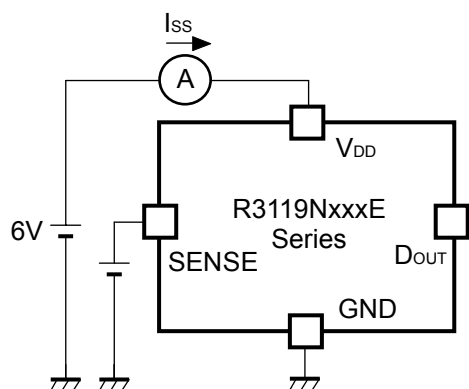 ISS
A
VDD
R3119NxxxE
Series
6V
SENSE
DOUT
GND